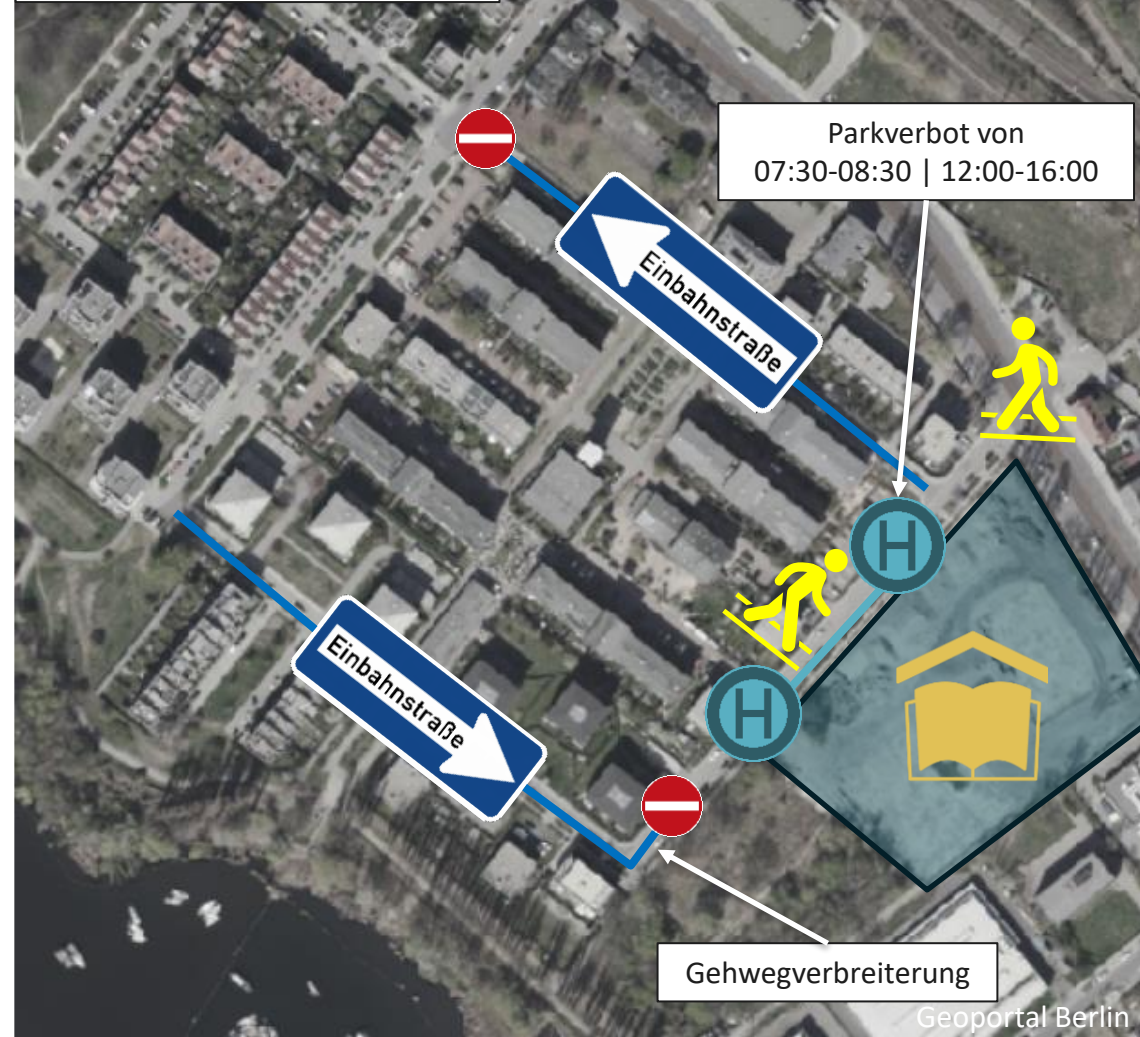 Parkverbot von
07:30-08:30 | 12:00-16:00
Einbahnstraße
H
Einbahnstraße
H
Gehwegverbreiterung
Geoportal Berlin